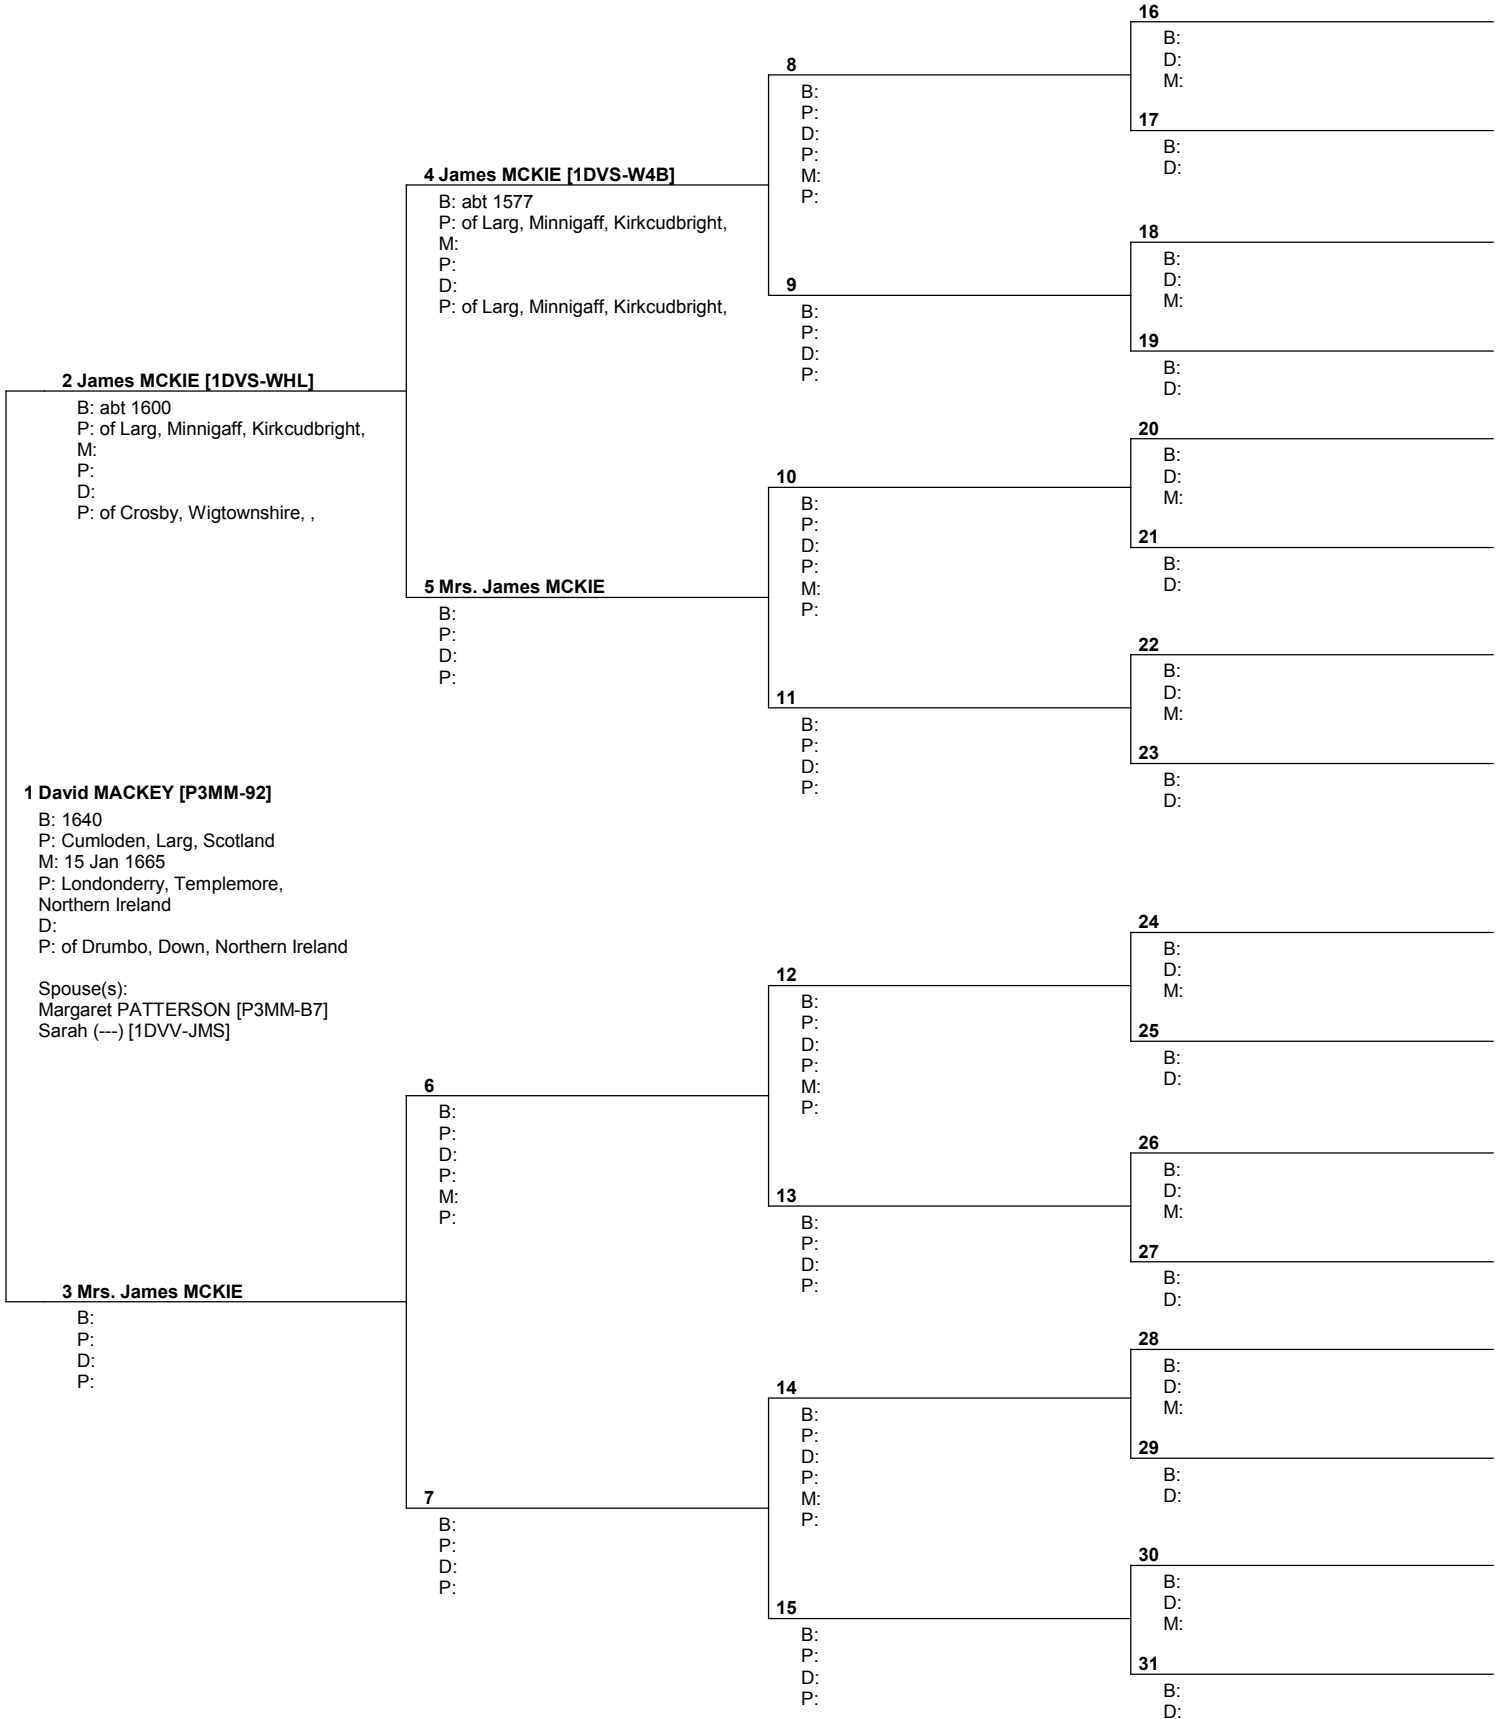 1 David MACKEY [P3MM-92]
B: 1640
P: Cumloden, Larg, Scotland
M: 15 Jan 1665
P: Londonderry, Templemore,
Northern Ireland
D:
P: of Drumbo, Down, Northern Ireland
Spouse(s):
Margaret PATTERSON [P3MM-B7]
Sarah (---) [1DVV-JMS]
2 James MCKIE [1DVS-WHL]
B: abt 1600
P: of Larg, Minnigaff, Kirkcudbright,
M:
P:
D:
P: of Crosby, Wigtownshire, ,
3 Mrs. James MCKIE
B:
P:
D:
P:
4 James MCKIE [1DVS-W4B]
B: abt 1577
P: of Larg, Minnigaff, Kirkcudbright,
M:
P:
D:
P: of Larg, Minnigaff, Kirkcudbright,
5 Mrs. James MCKIE
B:
P:
D:
P:
6
B:
P:
D:
P:
M:
P:
7
B:
P:
D:
P:
8
B:
P:
D:
P:
M:
P:
9
B:
P:
D:
P:
10
B:
P:
D:
P:
M:
P:
11
B:
P:
D:
P:
12
B:
P:
D:
P:
M:
P:
13
B:
P:
D:
P:
14
B:
P:
D:
P:
M:
P:
15
B:
P:
D:
P:
16
B:
D:
M:
17
B:
D:
18
B:
D:
M:
19
B:
D:
20
B:
D:
M:
21
B:
D:
22
B:
D:
M:
23
B:
D:
24
B:
D:
M:
25
B:
D:
26
B:
D:
M:
27
B:
D:
28
B:
D:
M:
29
B:
D:
30
B:
D:
M:
31
B:
D: